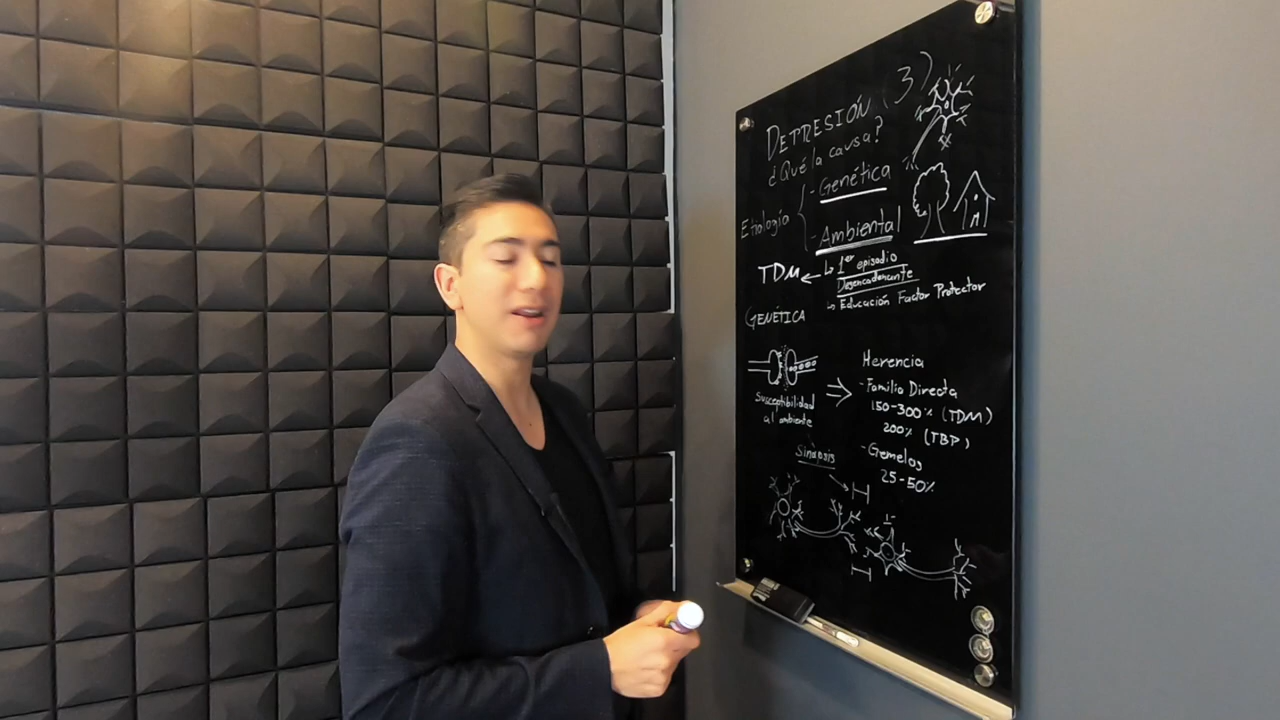 DEPRESIÓN (3)
¿Qué la causa?
Etiología
- Genética
- Ambiental
TDM
↳ 1er episodio
Desencadenante
↳ Educación Factor Protector
GENÉTICA
Susceptibilidad
al ambiente
Herencia
- Familia Directa
150-300% (TDM)
200% (TBP)
- Gemelos
25-50%
Sinapsis